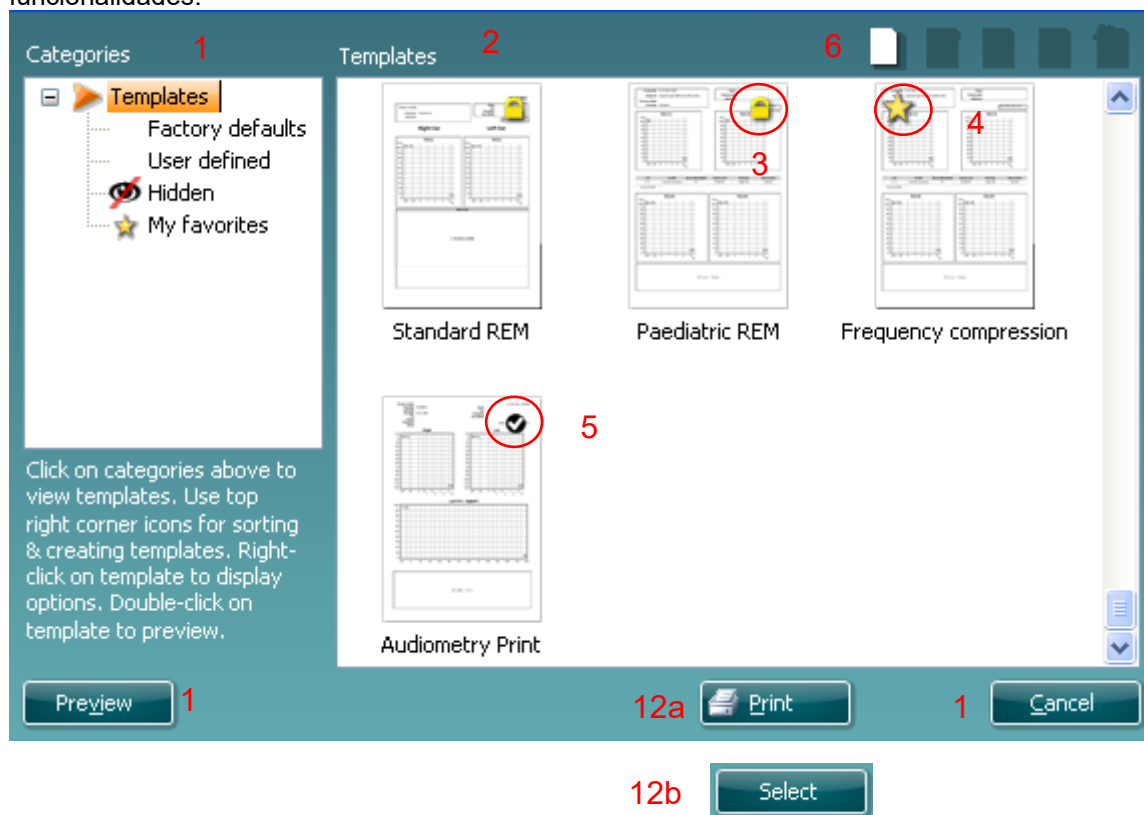 funcionalidades.
Categories 1
Templates 2
6
Templates
Factory defaults
User defined
Hidden
My favorites
3
4
Standard REM
Paediatric REM
Frequency compression
5
Audiometry Print
Click on categories above to
view templates. Use top
right corner icons for sorting
& creating templates. Right-
click on template to display
options. Double-click on
template to preview.
Preview 1
12a Print
1 Cancel
12b Select